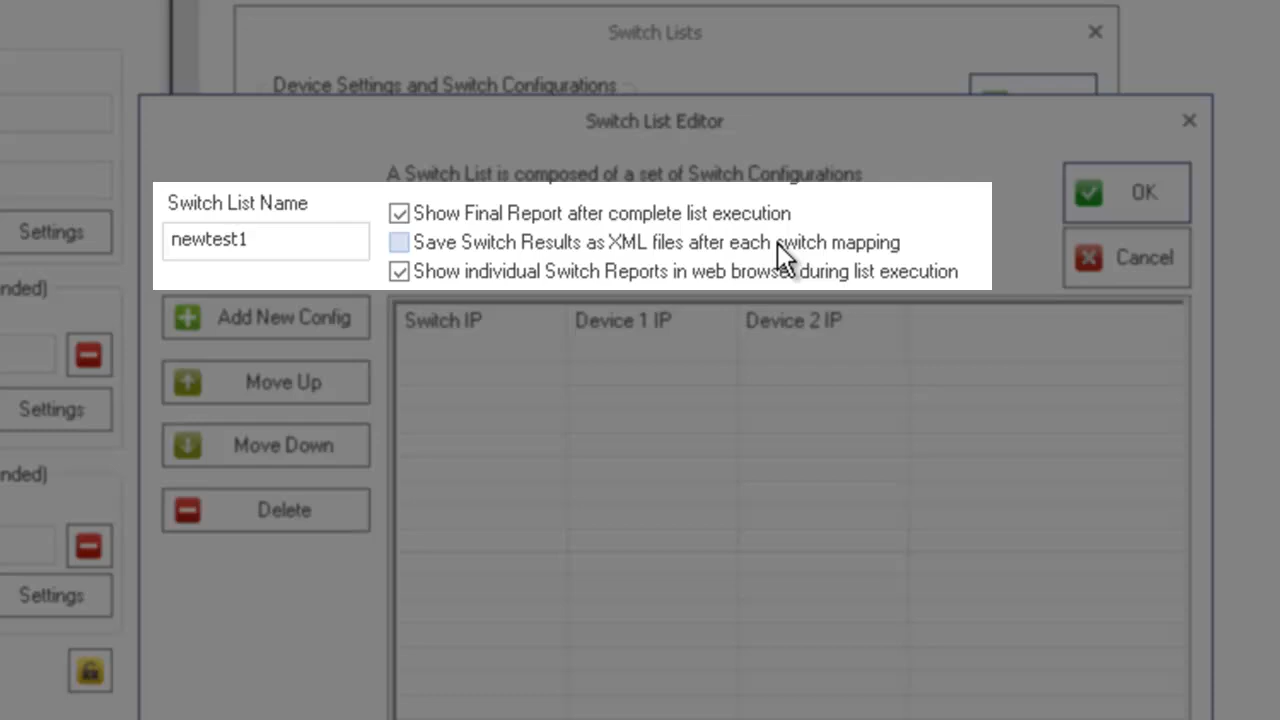 Switch Lists
Device Settings and Switch Configurations
Switch List Editor
A Switch List is composed of a set of Switch Configurations
OK
Switch List Name
Show Final Report after complete list execution
newtest1
Save Switch Results as XML files after each switch mapping
Settings
Cancel
Show individual Switch Reports in web browser during list execution
nded)
Add New Config
Switch IP
Device 1 IP
Device 2 IP
Move Up
Settings
Move Down
nded)
Delete
Settings